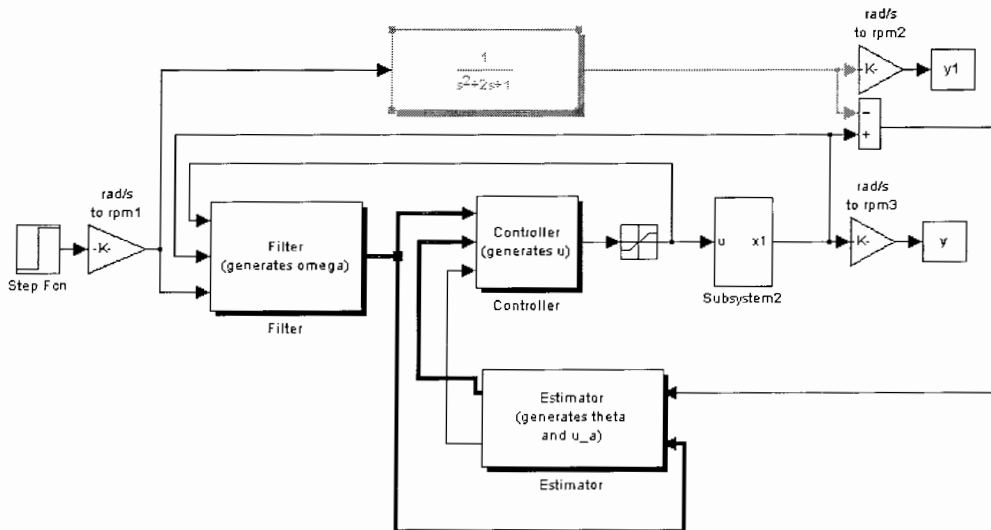 rad/s
to rpm2
1
s²+2s+1
-K-
y1
-
+
rad/s
to rpm1
-K-
Step Fcn
Filter
(generates omega)
Filter
Controller
(generates u)
Controller
u
x1
Subsystem2
rad/s
to rpm3
-K-
y
Estimator
(generates theta
and u_a)
Estimator